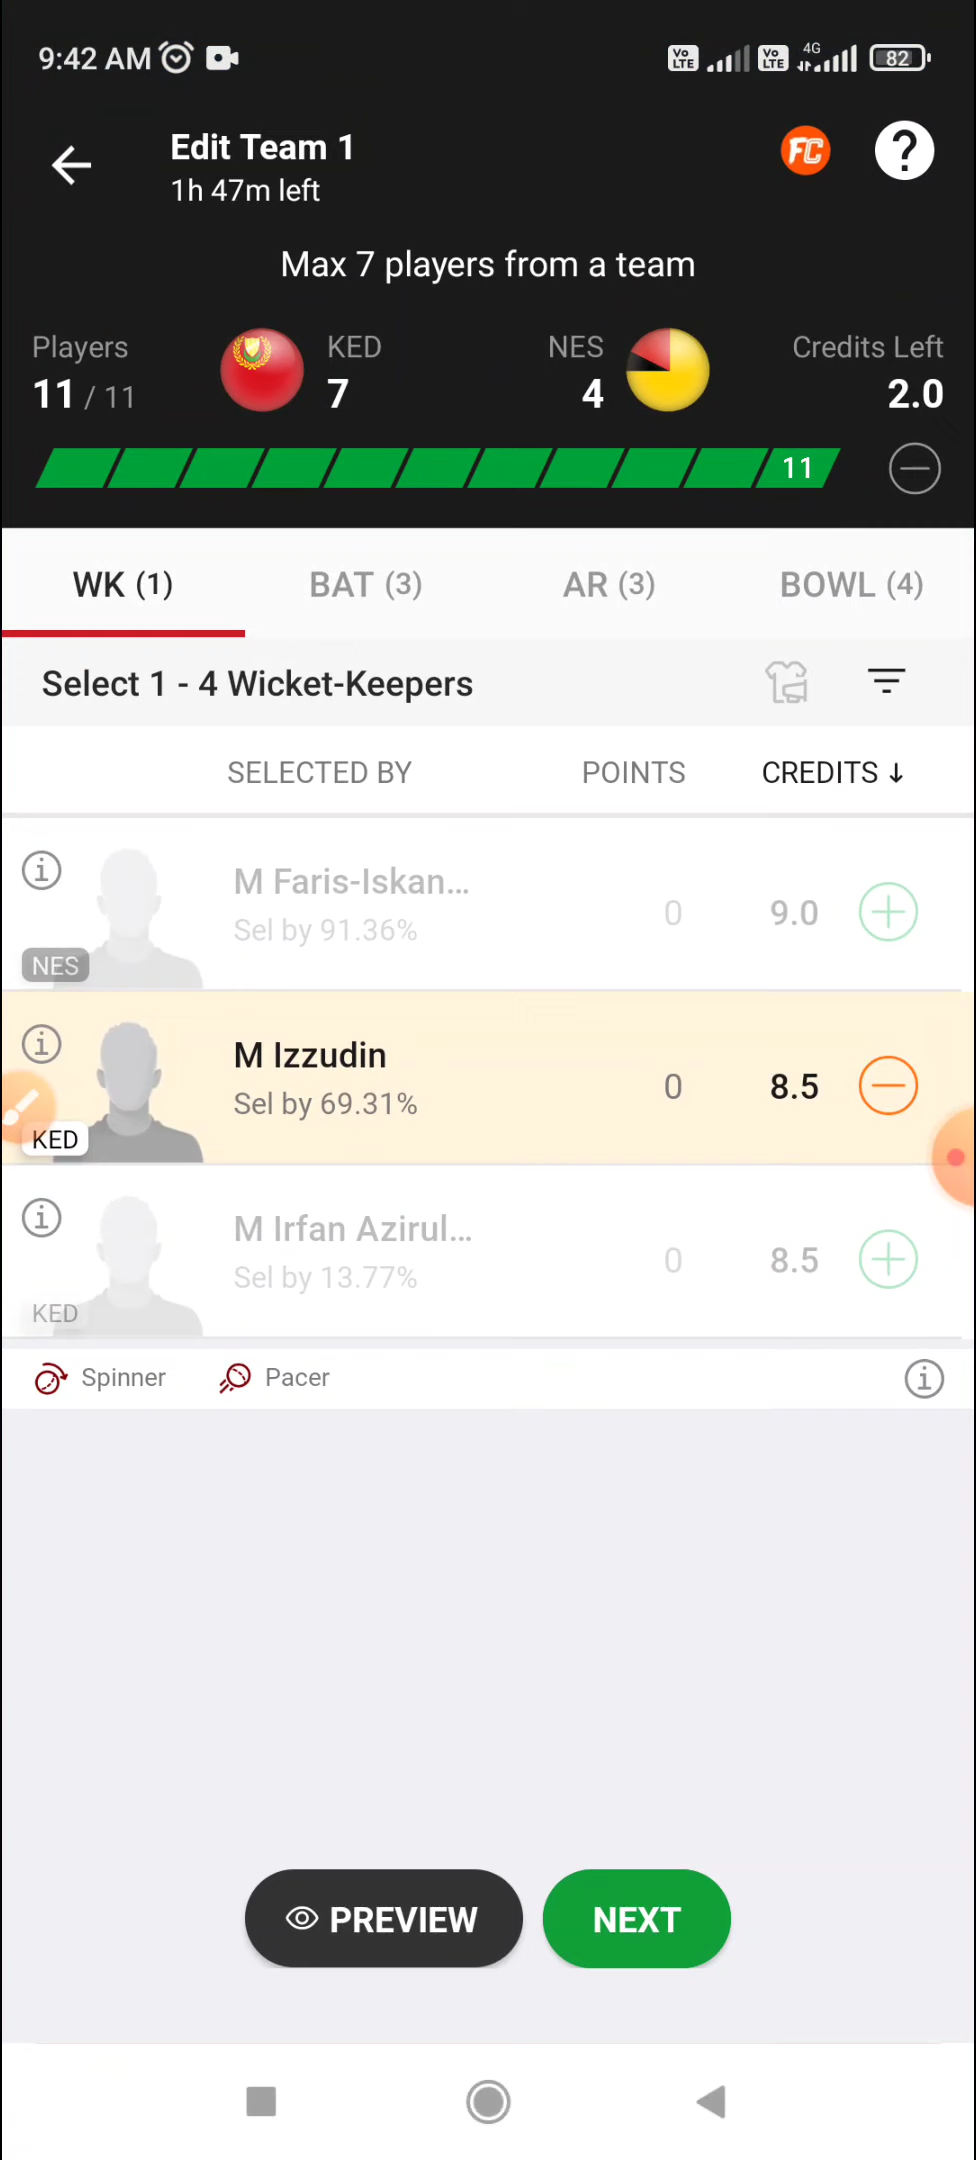 9:42 AM Vo LTE Vo LTE 4G 82
Edit Team 1
FC ?
1h 47m left
Max 7 players from a team
Players KED NES Credits Left
11 / 11 7 4 2.0
11
WK (1) BAT (3) AR (3) BOWL (4)
Select 1 - 4 Wicket-Keepers
SELECTED BY POINTS CREDITS ↓
M Faris-Iskan...
Sel by 91.36% 0 9.0
NES
M Izzudin
Sel by 69.31% 0 8.5
KED
M Irfan Azirul...
Sel by 13.77% 0 8.5
KED
Spinner Pacer
PREVIEW NEXT